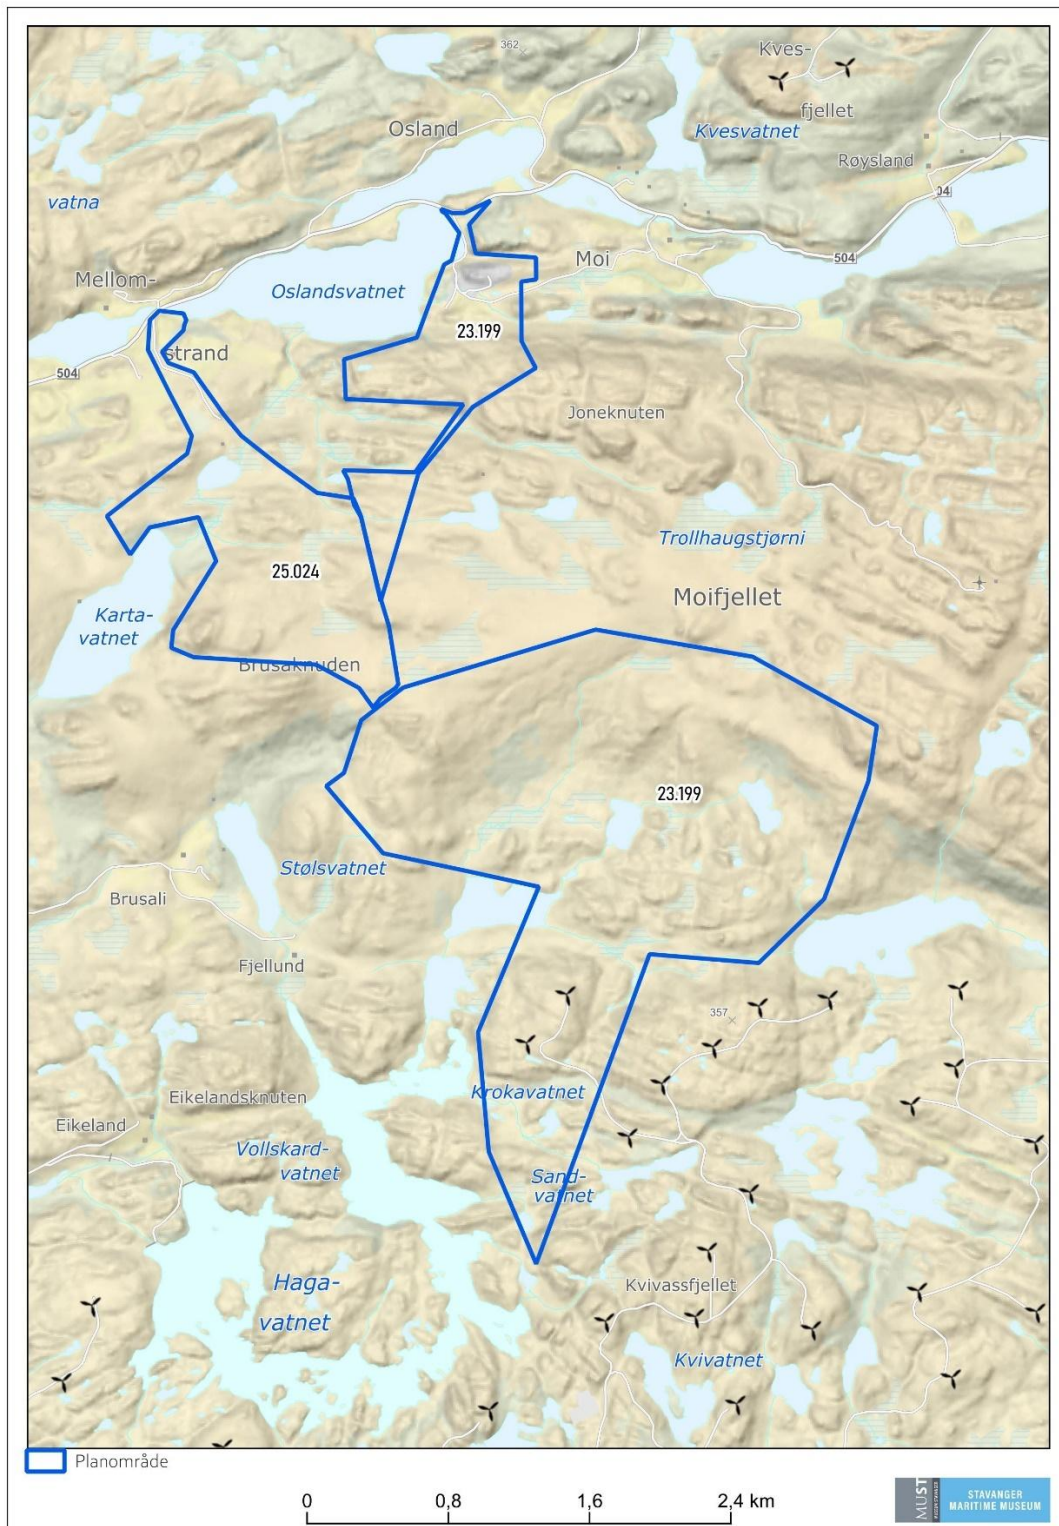 362
Kves-
fjellet
Osland
Kvesvatnet
Røysland
vatna
504
Moi
Mellom-
Oslandsvatnet
23.199
strand
504
Joneknuten
Trollhaugstjørni
25.024
Moifjellet
Karta-
vatnet
Brusaknuden
23.199
Stølsvatnet
Brusali
Fjellund
357
Krokavatnet
Eikelandsknuten
Eikeland
Vollskard-
vatnet
Sand-
vatnet
Haga-
vatnet
Kvivassfjellet
Kvivatnet
Planområde
0 0,8 1,6 2,4 km
MUST
STAVANGER
MARITIME MUSEUM